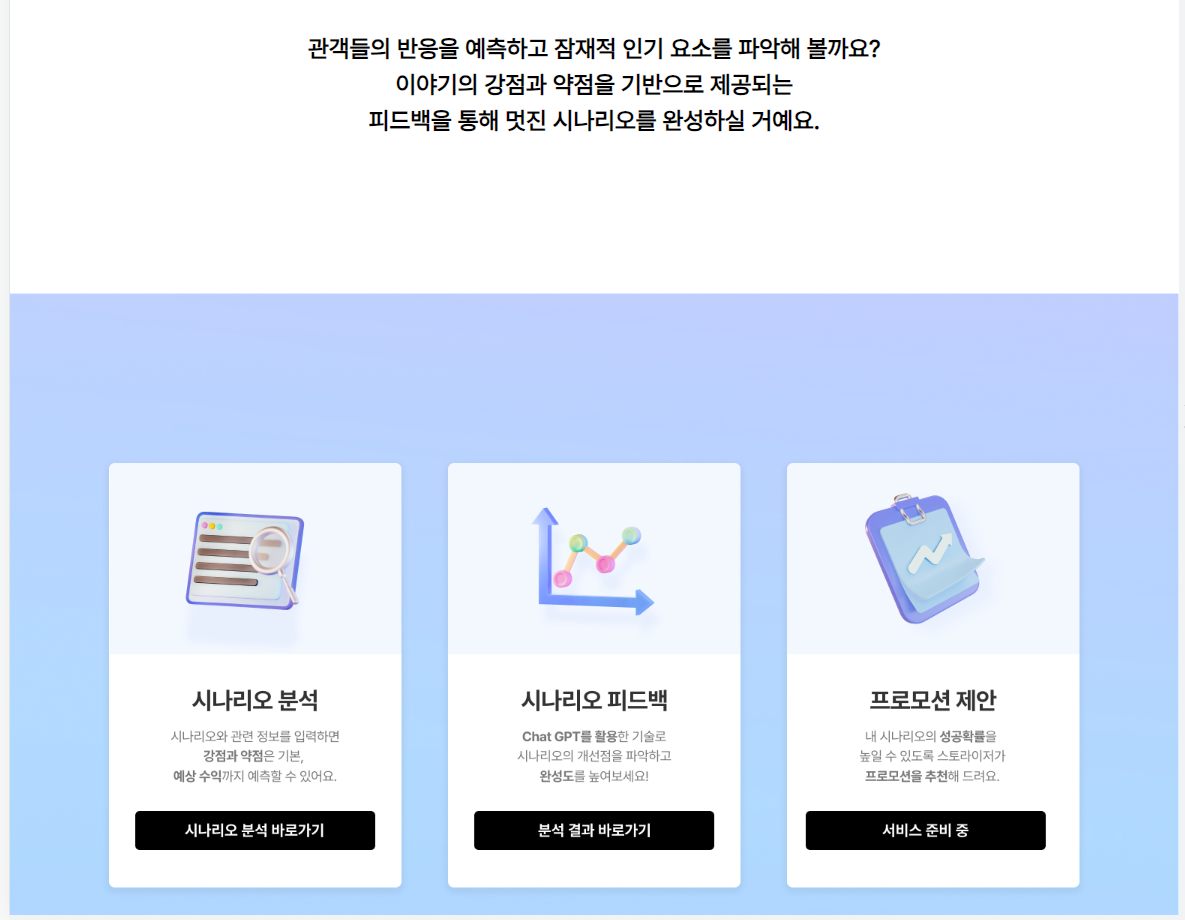 관객들의 반응을 예측하고 잠재적 인기 요소를 파악해 볼까요?
이야기의 강점과 약점을 기반으로 제공되는
피드백을 통해 멋진 시나리오를 완성하실 거예요.
시나리오 분석
시나리오와 관련 정보를 입력하면
강점과 약점은 기본,
예상 수익까지 예측할 수 있어요.
시나리오 분석 바로가기
시나리오 피드백
Chat GPT를 활용한 기술로
시나리오의 개선점을 파악하고
완성도를 높여보세요!
분석 결과 바로가기
프로모션 제안
내 시나리오의 성공확률을
높일 수 있도록 스토라이저가
프로모션을 추천해 드려요.
서비스 준비 중